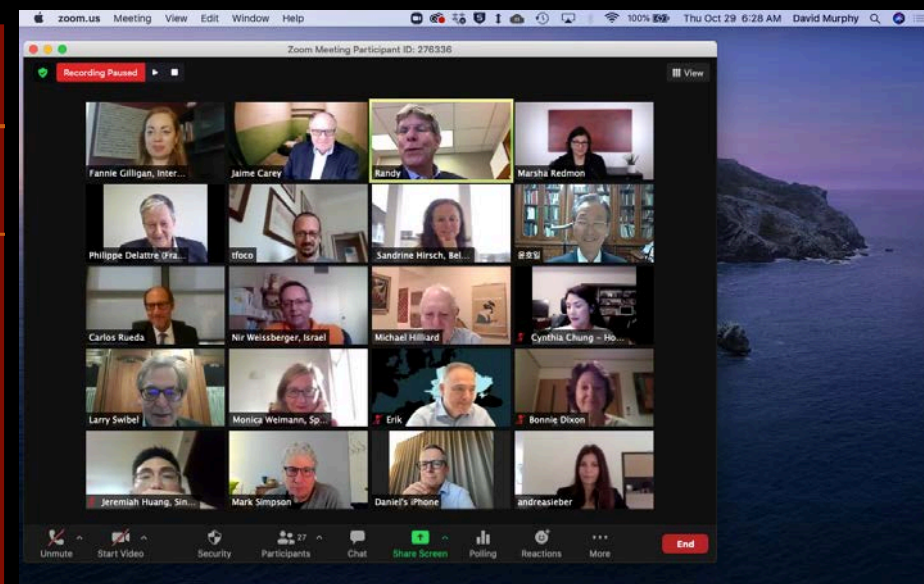 zoom.us Meeting View Edit Window Help 100% Thu Oct 29 6:28 AM David Murphy
Zoom Meeting Participant ID: 276336
Recording Paused View
Fannie Gilligan, Inter... Jaime Carey Randy Marsha Redmon
Philippe Delattre (Fra... tfoco Sandrine Hirsch, Bel... 윤호일
Carlos Rueda Nir Weissberger, Israel Michael Hilliard Cynthia Chung - Ho...
Larry Swibel Monica Weimann, Sp... Erik Bonnie Dixon
Jeremiah Huang, Sin... Mark Simpson Daniel's iPhone andreasieber
27
Unmute Start Video Security Participants Chat Share Screen Polling Reactions More End